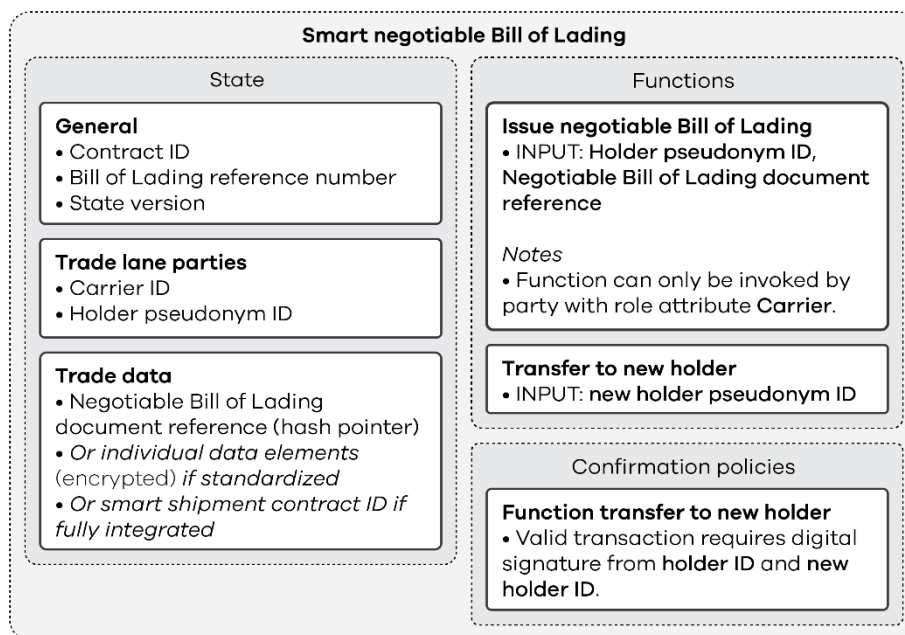 Smart negotiable Bill of Lading
State
General
• Contract ID
• Bill of Lading reference number
• State version
Trade lane parties
• Carrier ID
• Holder pseudonym ID
Trade data
• Negotiable Bill of Lading
document reference (hash pointer)
• Or individual data elements
(encrypted) if standardized
• Or smart shipment contract ID if
fully integrated
Functions
Issue negotiable Bill of Lading
• INPUT: Holder pseudonym ID,
Negotiable Bill of Lading document
reference
Notes
• Function can only be invoked by
party with role attribute Carrier.
Transfer to new holder
• INPUT: new holder pseudonym ID
Confirmation policies
Function transfer to new holder
• Valid transaction requires digital
signature from holder ID and new
holder ID.